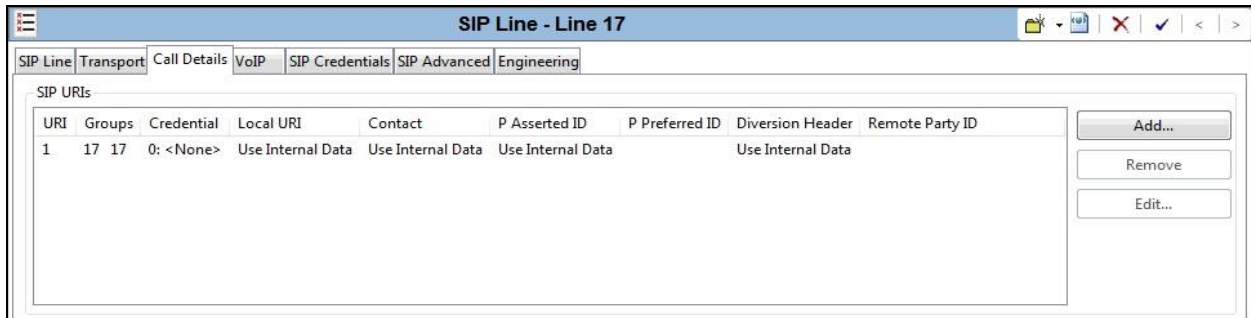 SIP Line - Line 17
SIP Line Transport Call Details VoIP SIP Credentials SIP Advanced Engineering
SIP URIs
URI Groups Credential Local URI Contact P Asserted ID P Preferred ID Diversion Header Remote Party ID
1 17 17 0: <None> Use Internal Data Use Internal Data Use Internal Data Use Internal Data
Add...
Remove
Edit...